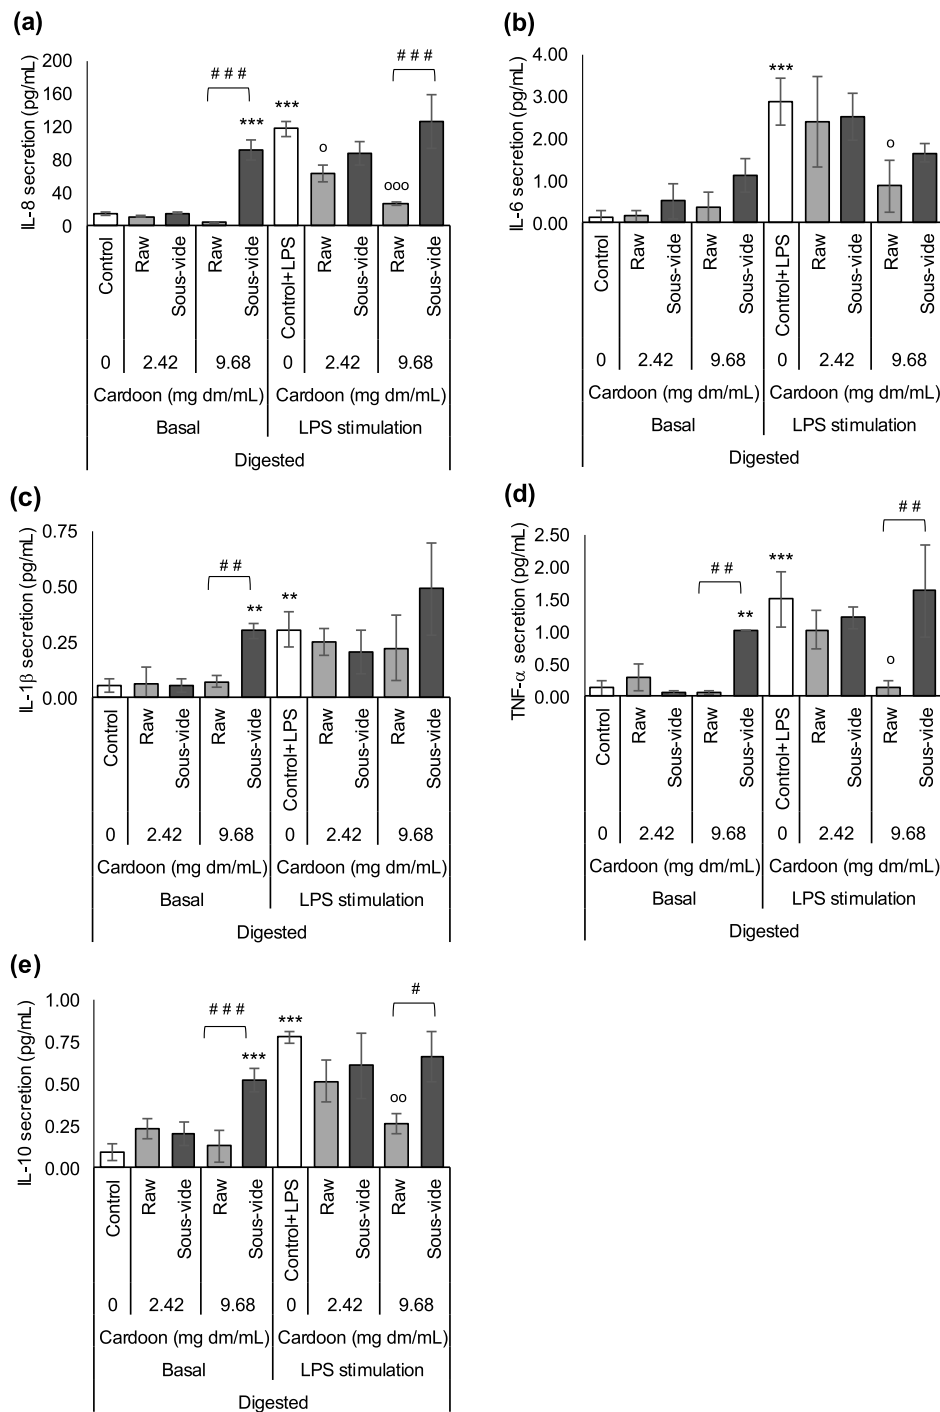 (a)
IL-8 secretion (pg/mL)
200
160
120
80
40
0
# # #
***
***
o
ooo
# # #
Control
Raw
Sous-vide
Raw
Sous-vide
Control+LPS
Raw
Sous-vide
Raw
Sous-vide
0 2.42 9.68 0 2.42 9.68
Cardoon (mg dm/mL) Cardoon (mg dm/mL)
Basal LPS stimulation
Digested
(b)
IL-6 secretion (pg/mL)
4.00
3.00
2.00
1.00
0.00
***
o
Control
Raw
Sous-vide
Raw
Sous-vide
Control+LPS
Raw
Sous-vide
Raw
Sous-vide
0 2.42 9.68 0 2.42 9.68
Cardoon (mg dm/mL) Cardoon (mg dm/mL)
Basal LPS stimulation
Digested
(c)
IL-1β secretion (pg/mL)
0.75
0.50
0.25
0.00
# #
**
**
Control
Raw
Sous-vide
Raw
Sous-vide
Control+LPS
Raw
Sous-vide
Raw
Sous-vide
0 2.42 9.68 0 2.42 9.68
Cardoon (mg dm/mL) Cardoon (mg dm/mL)
Basal LPS stimulation
Digested
(d)
TNF-α secretion (pg/mL)
2.50
2.00
1.50
1.00
0.50
0.00
# #
**
***
o
# #
Control
Raw
Sous-vide
Raw
Sous-vide
Control+LPS
Raw
Sous-vide
Raw
Sous-vide
0 2.42 9.68 0 2.42 9.68
Cardoon (mg dm/mL) Cardoon (mg dm/mL)
Basal LPS stimulation
Digested
(e)
IL-10 secretion (pg/mL)
1.00
0.75
0.50
0.25
0.00
# # #
***
***
oo
#
Control
Raw
Sous-vide
Raw
Sous-vide
Control+LPS
Raw
Sous-vide
Raw
Sous-vide
0 2.42 9.68 0 2.42 9.68
Cardoon (mg dm/mL) Cardoon (mg dm/mL)
Basal LPS stimulation
Digested